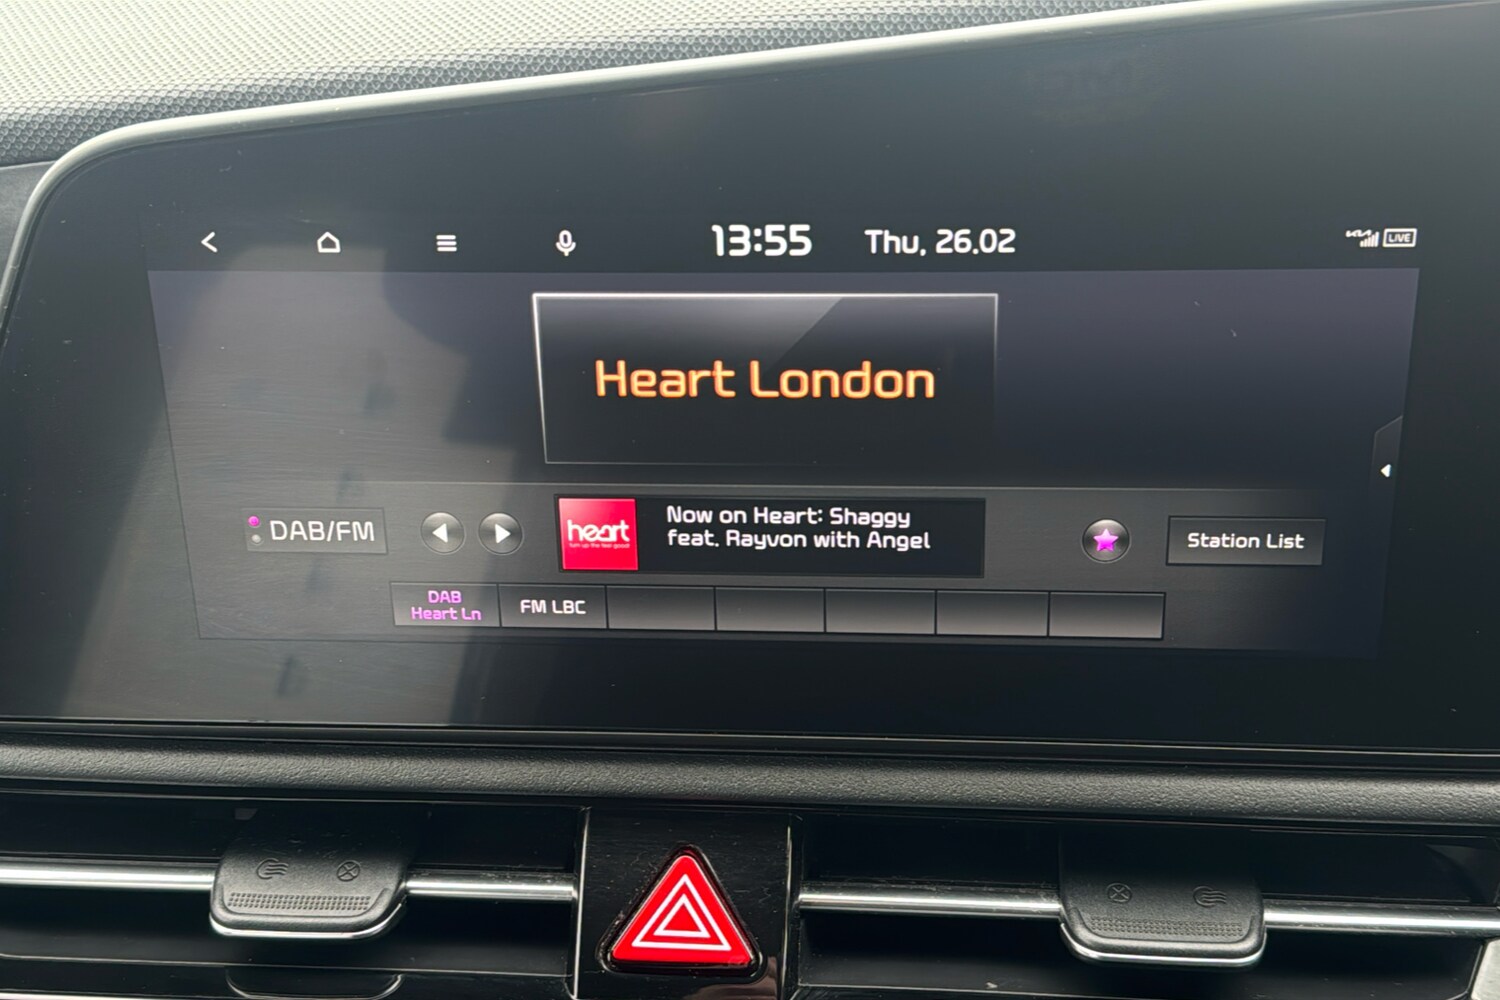 13:55 Thu, 26.02 LIVE
Heart London
DAB/FM
heart
Now on Heart: Shaggy
feat. Rayvon with Angel
Station List
DAB
Heart Ln
FM LBC